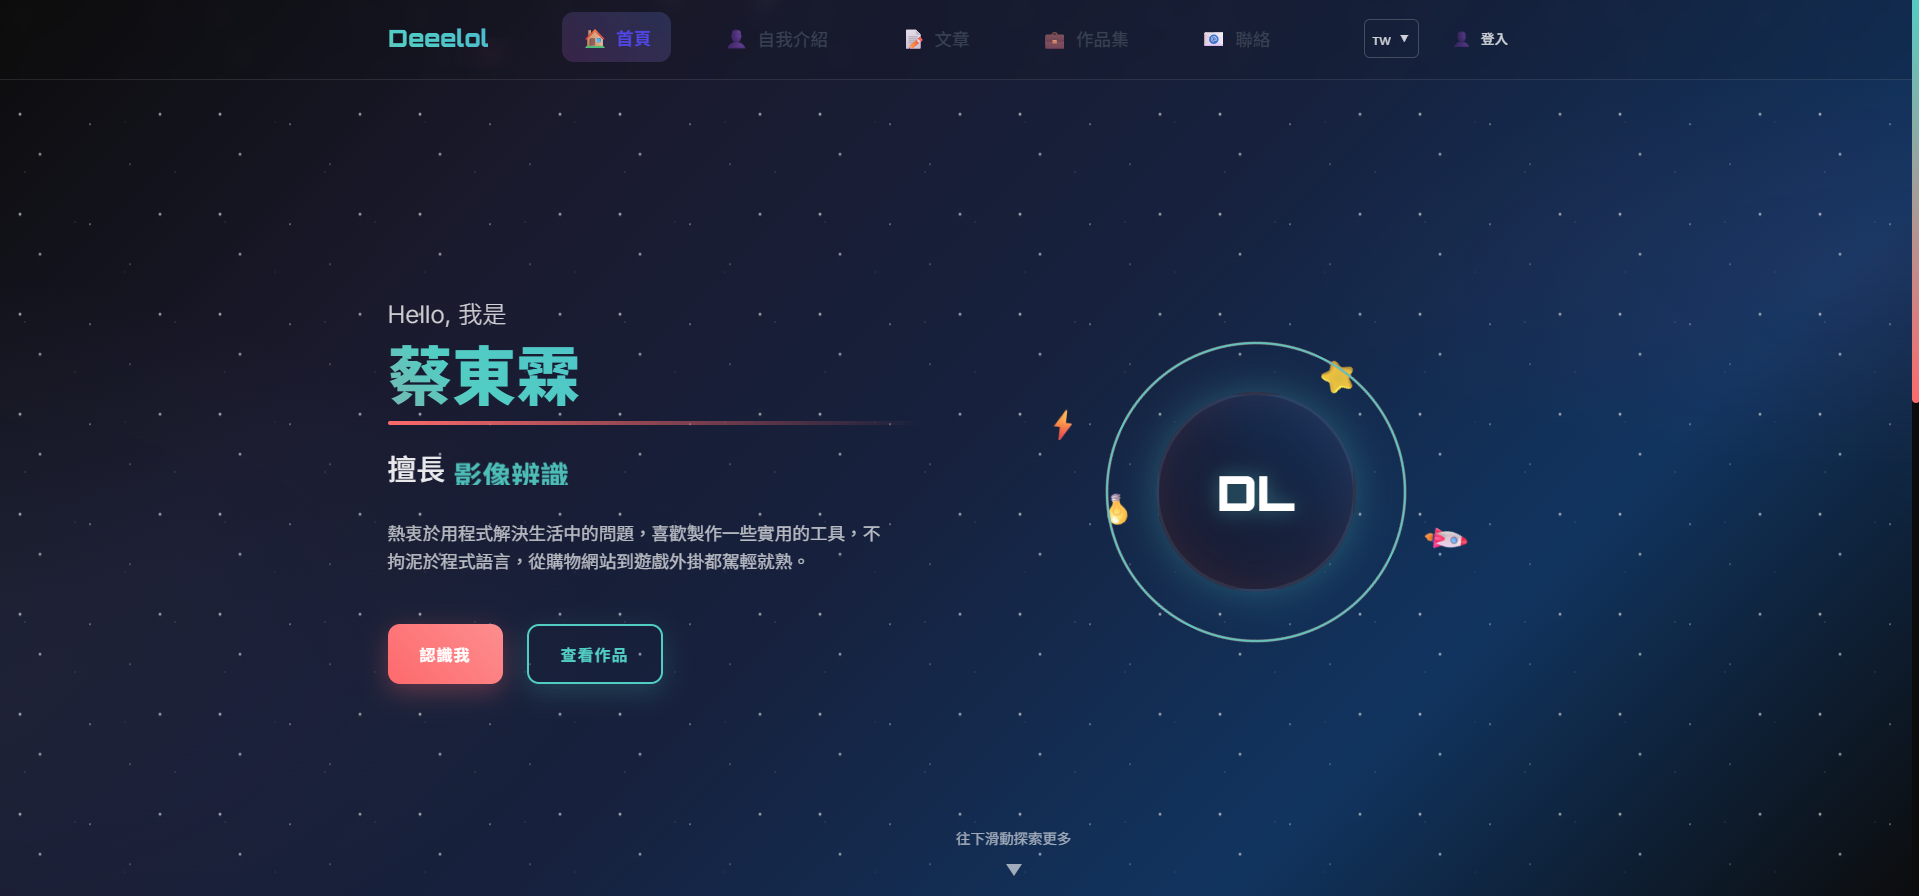 Deeelol
首頁
自我介紹
文章
作品集
聯絡
TW ▼
登入
Hello, 我是
蔡東霖
擅長 影像辨識
熱衷於用程式解決生活中的問題，喜歡製作一些實用的工具，不
拘泥於程式語言，從購物網站到遊戲外掛都駕輕就熟。
DL
認識我
查看作品
往下滑動探索更多